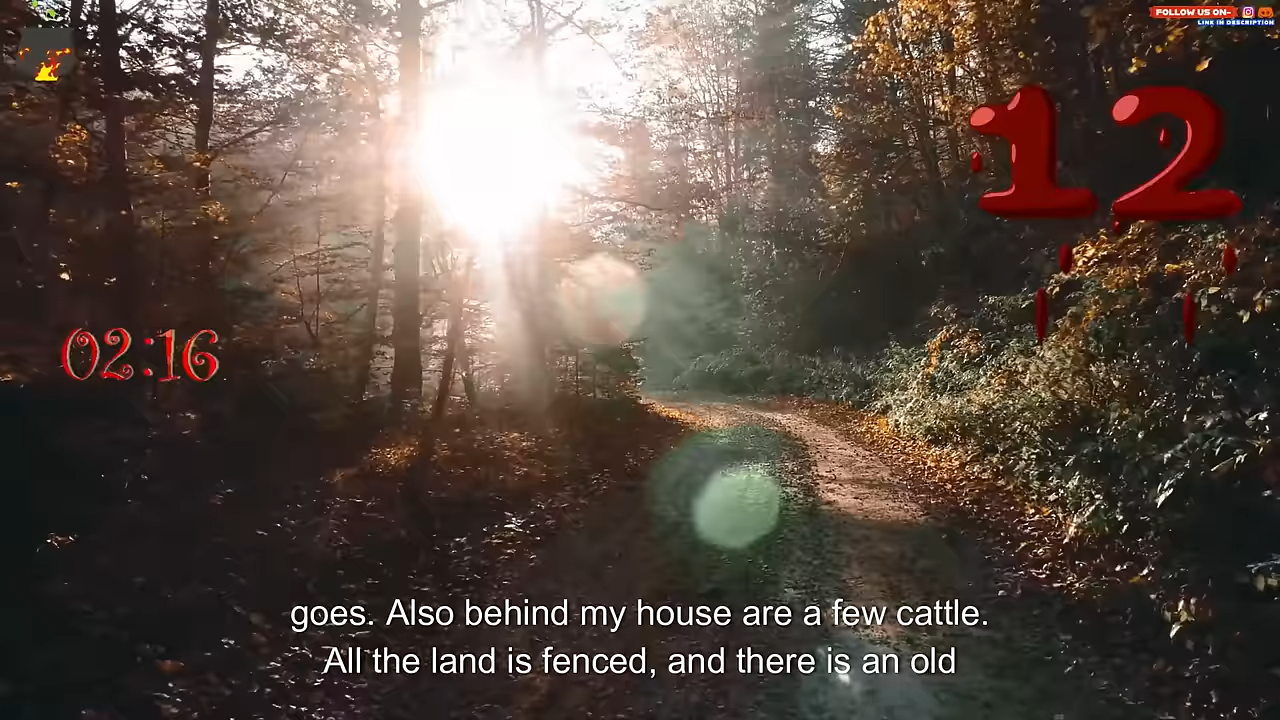 FOLLOW US ON-
LINK IN DESCRIPTION
12
02:16
goes. Also behind my house are a few cattle.
All the land is fenced, and there is an old